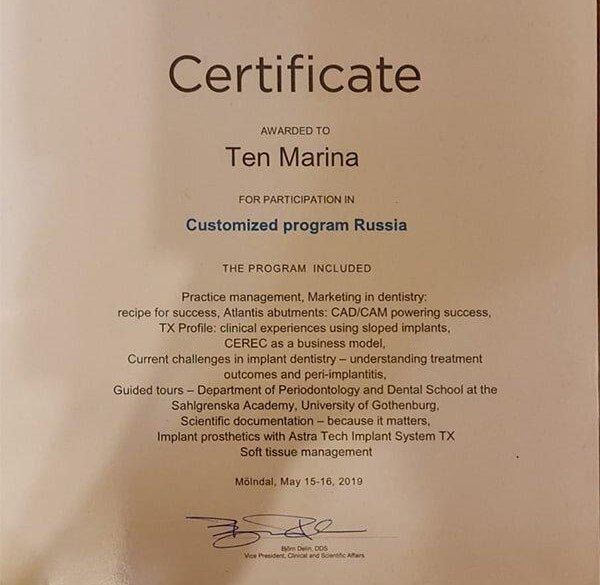 Certificate
AWARDED TO
Ten Marina
FOR PARTICIPATION IN
Customized program Russia
THE PROGRAM INCLUDED
Practice management, Marketing in dentistry:
recipe for success, Atlantis abutments: CAD/CAM powering success,
TX Profile: clinical experiences using sloped implants,
CEREC as a business model,
Current challenges in implant dentistry – understanding treatment
outcomes and peri-implantitis,
Guided tours – Department of Periodontology and Dental School at the
Sahlgrenska Academy, University of Gothenburg,
Scientific documentation – because it matters,
Implant prosthetics with Astra Tech Implant System TX
Soft tissue management
Mölndal, May 15-16, 2019
Björn Delin, DDS
Vice President, Clinical and Scientific Affairs